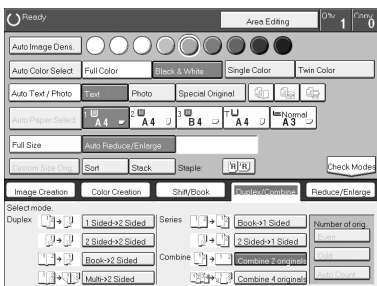 Ready Area Editing Qty 1 Copy 0
Auto Image Dens.
Auto Color Select Full Color Black & White Single Color Twin Color
Auto Text / Photo Text Photo Special Original
Auto Paper Select 1 A4 2 A4 3 B4 A4 Normal A3
Full Size Auto Reduce/Enlarge
Custom Size Orig. Sort Stack Staple: Check Modes
Image Creation Color Creation Shift/Book Duplex/Combine Reduce/Enlarge
Select mode.
Duplex 1 Sided->2 Sided Series Book->1 Sided Number of orig.
2 Sided->2 Sided 2 Sided->1 Sided Even
Book->2 Sided Combine Combine 2 originals Odd
Multi->2 Sided Combine 4 originals Auto Count